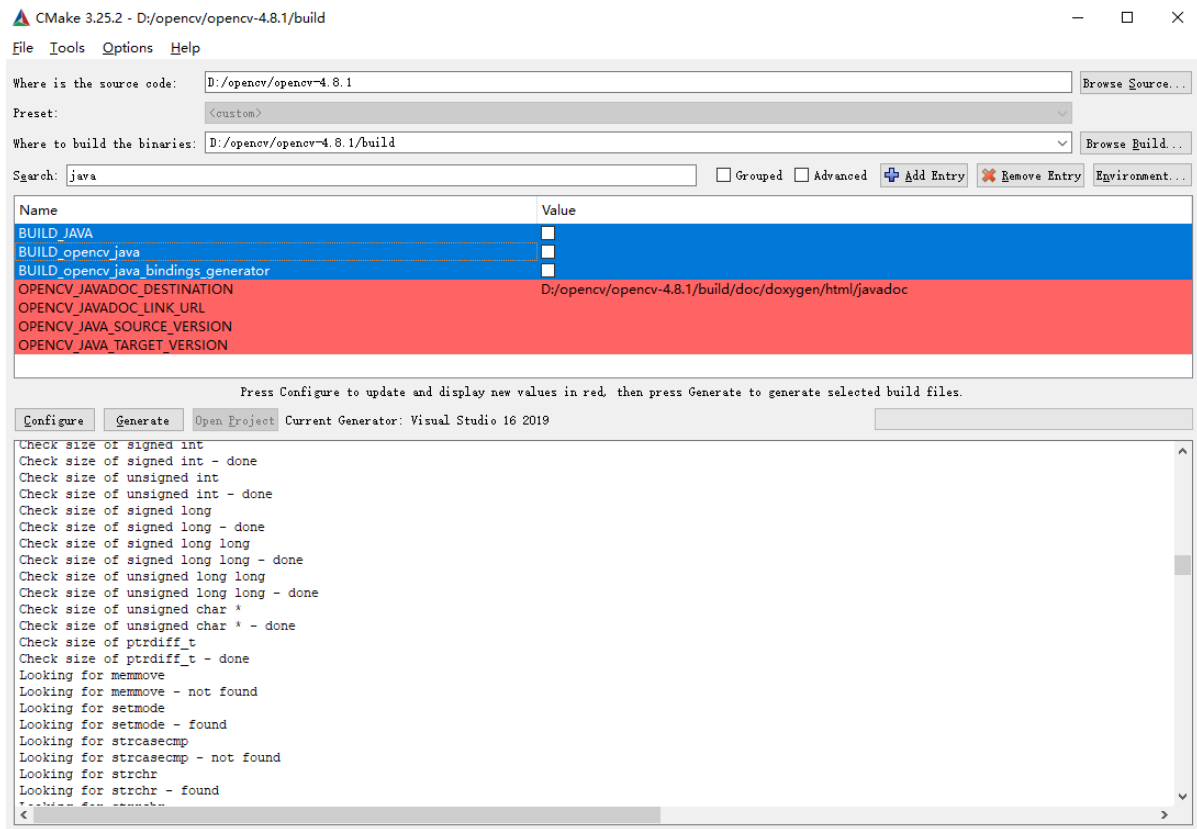 CMake 3.25.2 - D:/opencv/opencv-4.8.1/build
File Tools Options Help
Where is the source code: D:/opencv/opencv-4.8.1 Browse Source...
Preset: <custom>
Where to build the binaries: D:/opencv/opencv-4.8.1/build Browse Build...
Search: java Grouped Advanced Add Entry Remove Entry Environment...
Name Value
BUILD_JAVA
BUILD_opencv_java
BUILD_opencv_java_bindings_generator
OPENCV_JAVADOC_DESTINATION D:/opencv/opencv-4.8.1/build/doc/doxygen/html/javadoc
OPENCV_JAVADOC_LINK_URL
OPENCV_JAVA_SOURCE_VERSION
OPENCV_JAVA_TARGET_VERSION
Press Configure to update and display new values in red, then press Generate to generate selected build files.
Configure Generate Open Project Current Generator: Visual Studio 16 2019
Check size of signed int
Check size of signed int - done
Check size of unsigned int
Check size of unsigned int - done
Check size of signed long
Check size of signed long - done
Check size of signed long long
Check size of signed long long - done
Check size of unsigned long long
Check size of unsigned long long - done
Check size of unsigned char *
Check size of unsigned char * - done
Check size of ptrdiff_t
Check size of ptrdiff_t - done
Looking for memmove
Looking for memmove - not found
Looking for setmode
Looking for setmode - found
Looking for strcasecmp
Looking for strcasecmp - not found
Looking for strchr
Looking for strchr - found